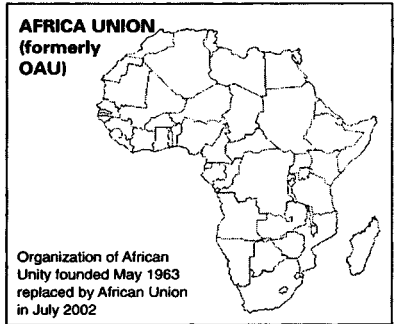 AFRICA UNION
(formerly
OAU)
Organization of African
Unity founded May 1963
replaced by African Union
in July 2002